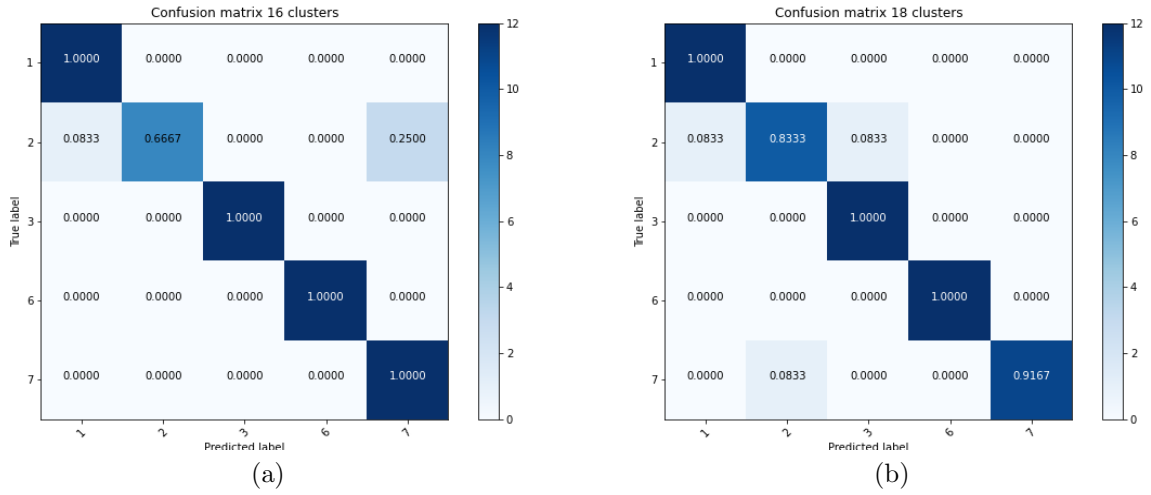 Confusion matrix 16 clusters
12
1 1.0000 0.0000 0.0000 0.0000 0.0000
10
2 0.0833 0.6667 0.0000 0.0000 0.2500
8
True label
3 0.0000 0.0000 1.0000 0.0000 0.0000
6
4
6 0.0000 0.0000 0.0000 1.0000 0.0000
2
7 0.0000 0.0000 0.0000 0.0000 1.0000
0
1 2 3 6 7
Predicted label
(a)
Confusion matrix 18 clusters
12
1 1.0000 0.0000 0.0000 0.0000 0.0000
10
2 0.0833 0.8333 0.0833 0.0000 0.0000
8
True label
3 0.0000 0.0000 1.0000 0.0000 0.0000
6
4
6 0.0000 0.0000 0.0000 1.0000 0.0000
2
7 0.0000 0.0833 0.0000 0.0000 0.9167
0
1 2 3 6 7
Predicted label
(b)